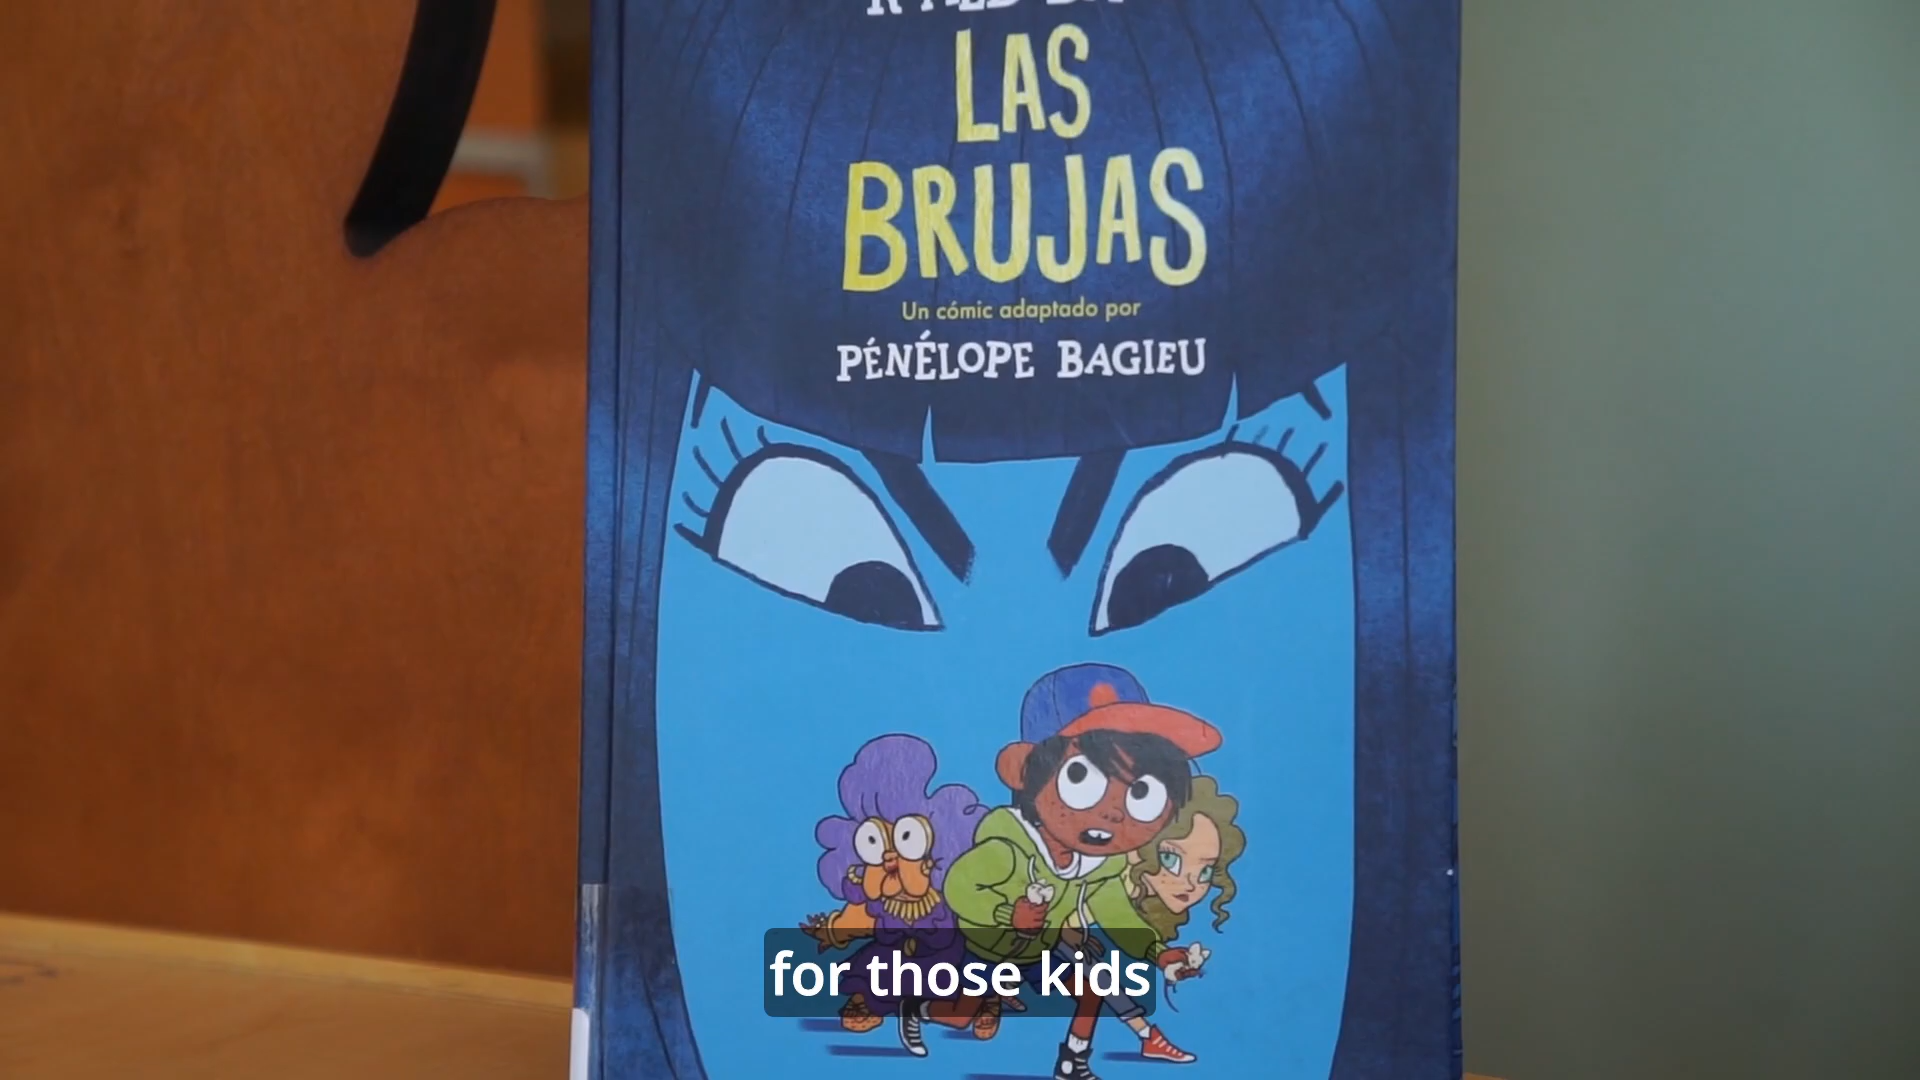 LAS
BRUJAS
Un cómic adaptado por
PÉNÉLOPE BAGIEU
for those kids